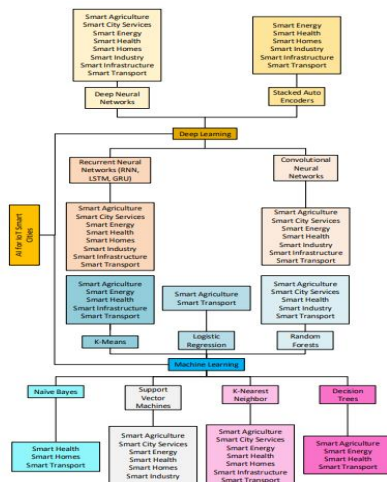 Smart Agriculture
Smart City Services
Smart Energy
Smart Health
Smart Homes
Smart Industry
Smart Infrastructure
Smart Transport
Smart Energy
Smart Health
Smart Homes
Smart Industry
Smart Infrastructure
Smart Transport
Deep Neural
Networks
Stacked Auto
Encoders
Deep Learning
Recurrent Neural
Networks (RNN,
LSTM, GRU)
Convolutional
Neural
Networks
AI for IoT Smart
Cities
Smart Agriculture
Smart City Services
Smart Energy
Smart Health
Smart Homes
Smart Industry
Smart Infrastructure
Smart Transport
Smart Agriculture
Smart City Services
Smart Energy
Smart Health
Smart Industry
Smart Infrastructure
Smart Transport
Smart Agriculture
Smart Energy
Smart Health
Smart Infrastructure
Smart Transport
Smart Agriculture
Smart Transport
Smart Agriculture
Smart City Services
Smart Health
Smart Industry
Smart Transport
K-Means
Logistic
Regression
Random
Forests
Machine Learning
Naïve Bayes
Support
Vector
Machines
K-Nearest
Neighbor
Decision
Trees
Smart Health
Smart Homes
Smart Transport
Smart Agriculture
Smart City Services
Smart Energy
Smart Health
Smart Homes
Smart Industry
Smart Agriculture
Smart City Services
Smart Energy
Smart Health
Smart Homes
Smart Infrastructure
Smart Transport
Smart Agriculture
Smart Energy
Smart Health
Smart Transport